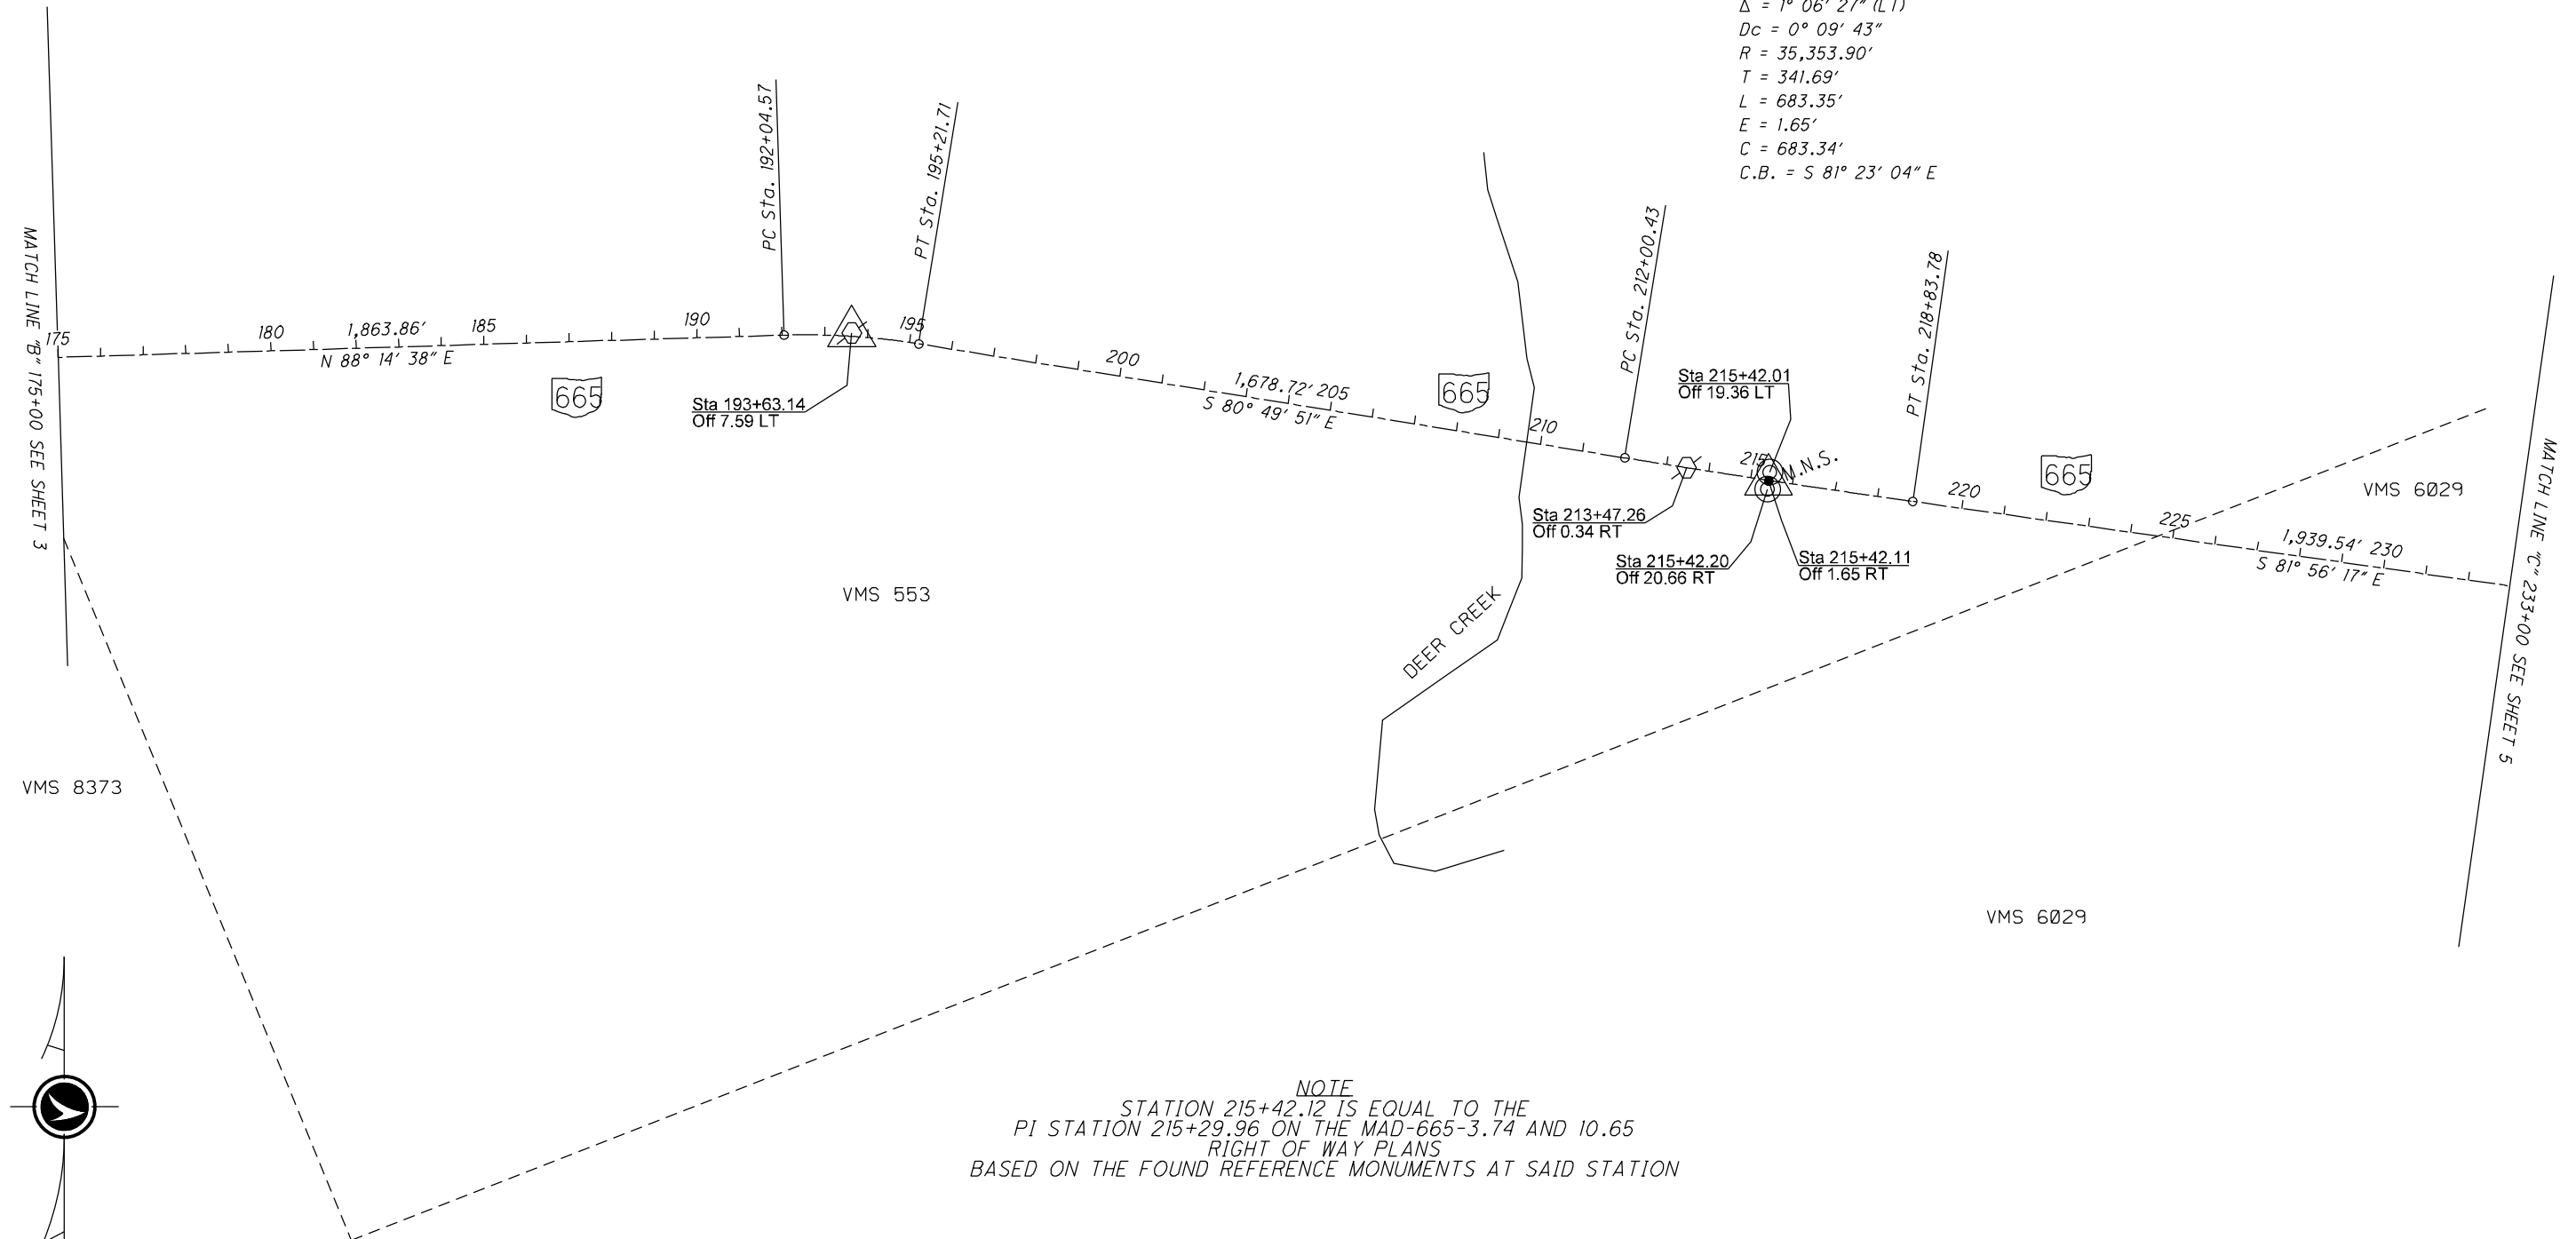 Δ = 1° 06′ 27″ (LT)
Dc = 0° 09′ 43″
R = 35,353.90′
T = 341.69′
L = 683.35′
E = 1.65′
C = 683.34′
C.B. = S 81° 23′ 04″ E
PC Sta. 192+04.57
PT Sta. 195+21.71
PC Sta. 212+00.43
PT Sta. 218+83.78
MATCH LINE "B" 175+00 SEE SHEET 3
175
180
1,863.86′
185
190
195
N 88° 14′ 38″ E
665
Sta 193+63.14
Off 7.59 LT
200
1,678.72′
205
S 80° 49′ 51″ E
665
210
Sta 215+42.01
Off 19.36 LT
215
M.N.S.
Sta 213+47.26
Off 0.34 RT
Sta 215+42.20
Off 20.66 RT
Sta 215+42.11
Off 1.65 RT
220
665
225
VMS 6029
1,939.54′
230
S 81° 56′ 17″ E
MATCH LINE "C" 233+00 SEE SHEET 5
VMS 553
DEER CREEK
VMS 8373
VMS 6029
NOTE
STATION 215+42.12 IS EQUAL TO THE
PI STATION 215+29.96 ON THE MAD-665-3.74 AND 10.65
RIGHT OF WAY PLANS
BASED ON THE FOUND REFERENCE MONUMENTS AT SAID STATION